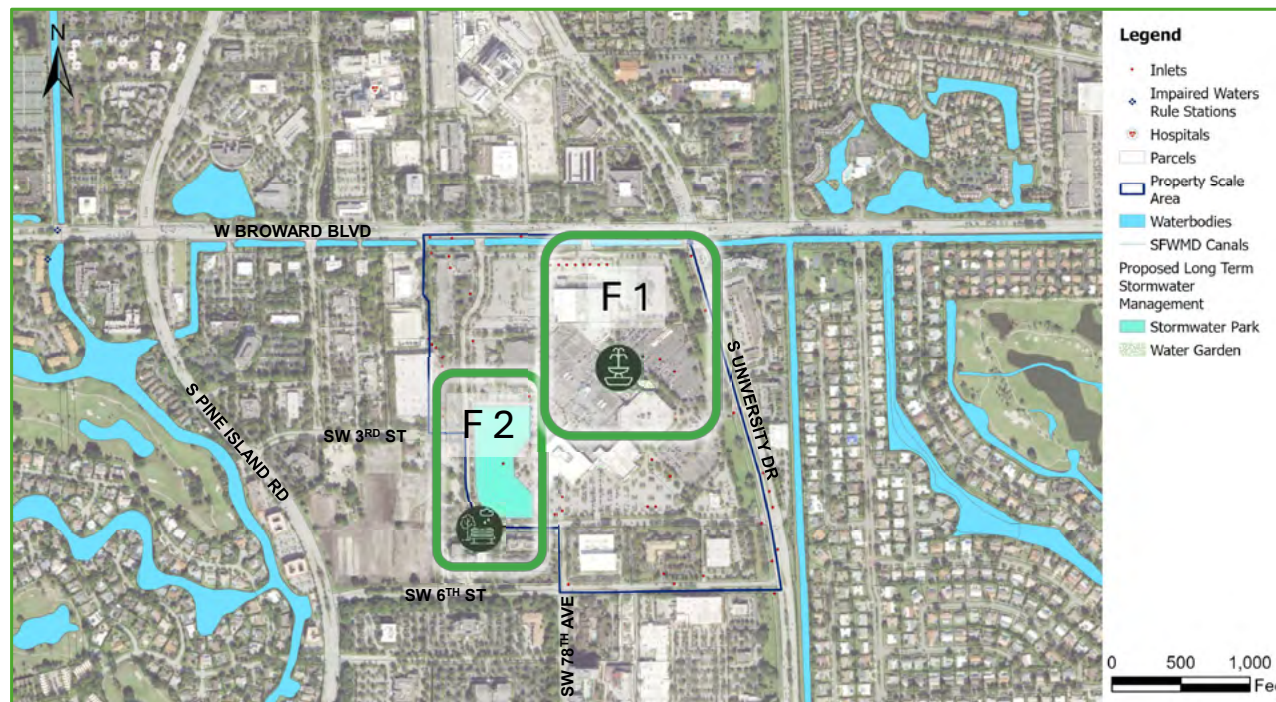 N
W BROWARD BLVD
F 1
S UNIVERSITY DR
F 2
SW 3RD ST
S PINE ISLAND RD
SW 6TH ST
SW 78TH AVE
Legend
Inlets
Impaired Waters
Rule Stations
Hospitals
Parcels
Property Scale
Area
Waterbodies
SFWMD Canals
Proposed Long Term
Stormwater
Management
Stormwater Park
Water Garden
0 500 1,000
Fe